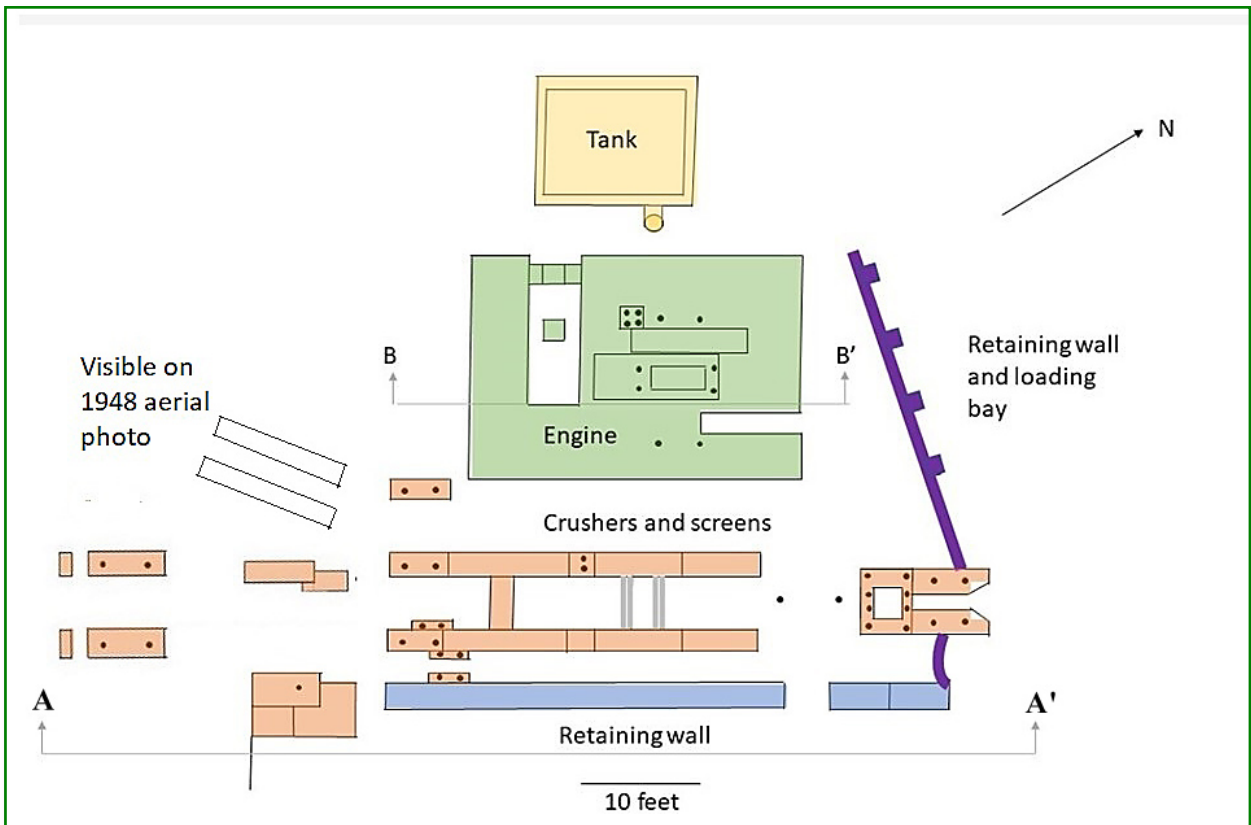 Tank
N
Visible on
1948 aerial
photo
B
B'
Retaining wall
and loading
bay
Engine
Crushers and screens
A
A'
Retaining wall
10 feet